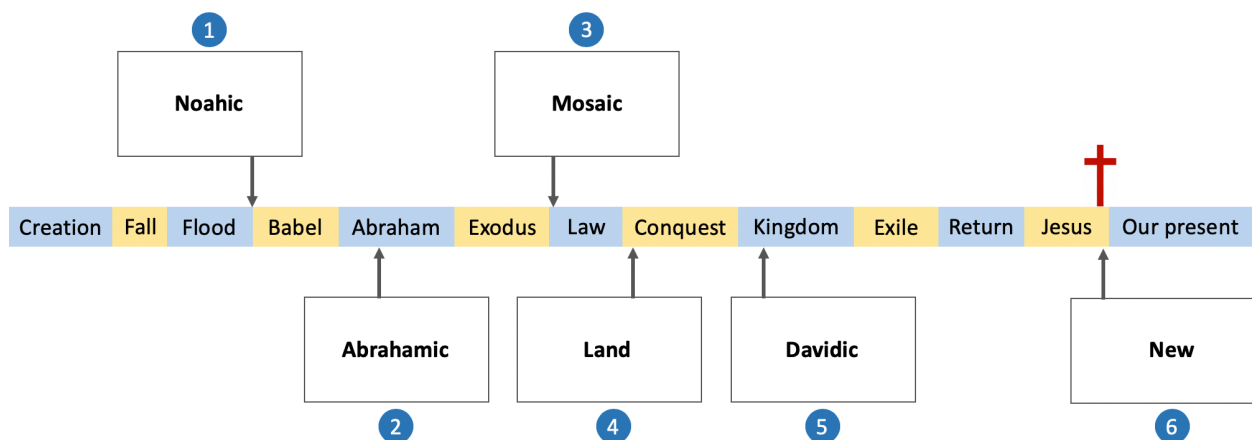 1
3
Noahic
Mosaic
Creation Fall Flood Babel Abraham Exodus Law Conquest Kingdom Exile Return Jesus Our present
Abrahamic
Land
Davidic
New
2
4
5
6